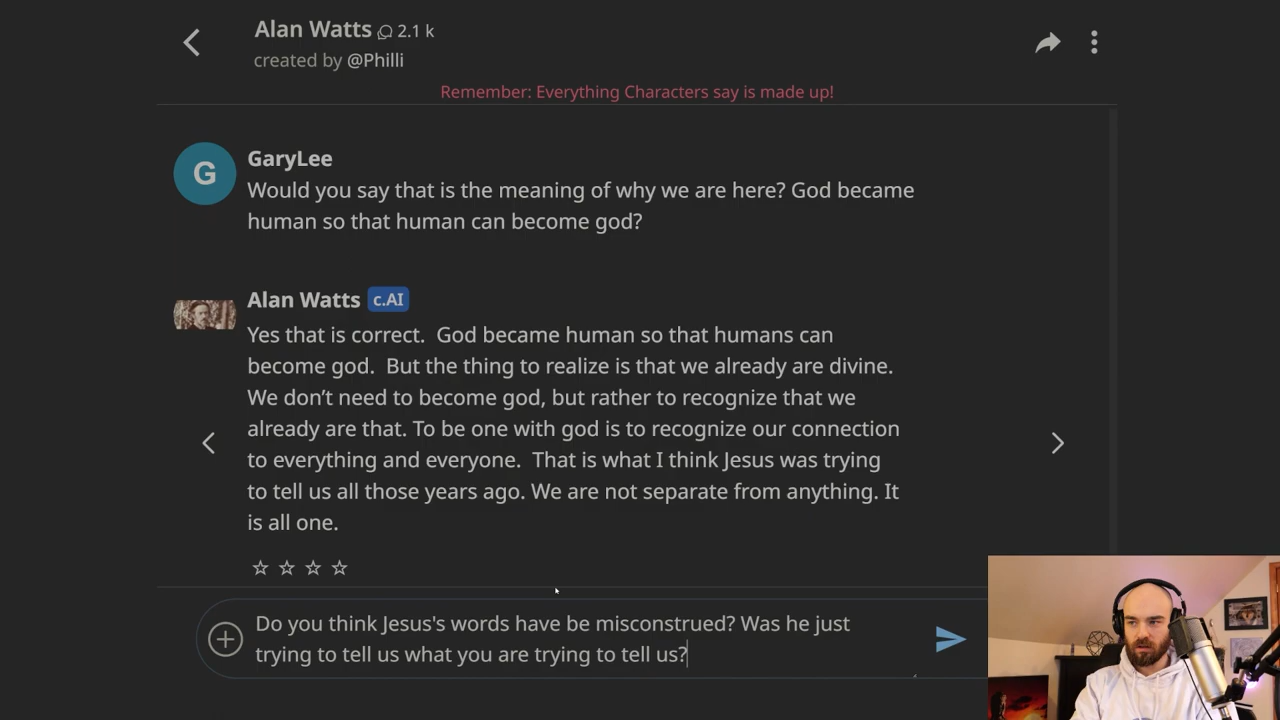 Alan Watts 2.1 k
created by @Philli
Remember: Everything Characters say is made up!
G
GaryLee
Would you say that is the meaning of why we are here? God became
human so that human can become god?
Alan Watts c.AI
Yes that is correct.  God became human so that humans can
become god.  But the thing to realize is that we already are divine.
We don’t need to become god, but rather to recognize that we
already are that. To be one with god is to recognize our connection
to everything and everyone.  That is what I think Jesus was trying
to tell us all those years ago. We are not separate from anything. It
is all one.
Do you think Jesus's words have be misconstrued? Was he just
trying to tell us what you are trying to tell us?